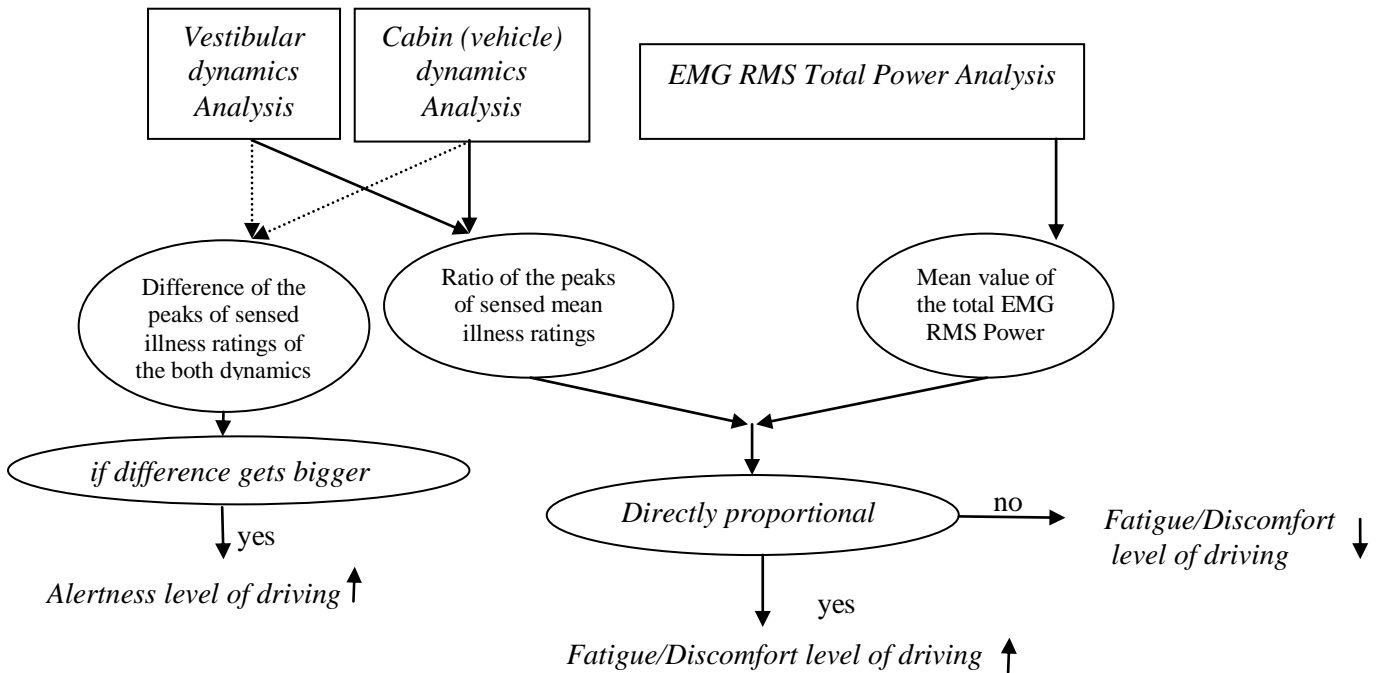 Vestibular
dynamics
Analysis
Cabin (vehicle)
dynamics
Analysis
EMG RMS Total Power Analysis
Difference of the
peaks of sensed
illness ratings of
the both dynamics
Ratio of the peaks
of sensed mean
illness ratings
Mean value of
the total EMG
RMS Power
if difference gets bigger
yes
Alertness level of driving
Directly proportional
no
Fatigue/Discomfort
level of driving
yes
Fatigue/Discomfort level of driving